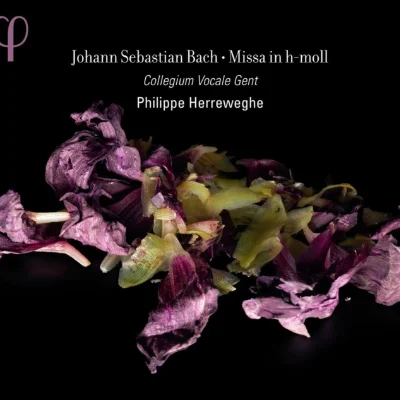 φ
Johann Sebastian Bach • Missa in h-moll
Collegium Vocale Gent
Philippe Herreweghe